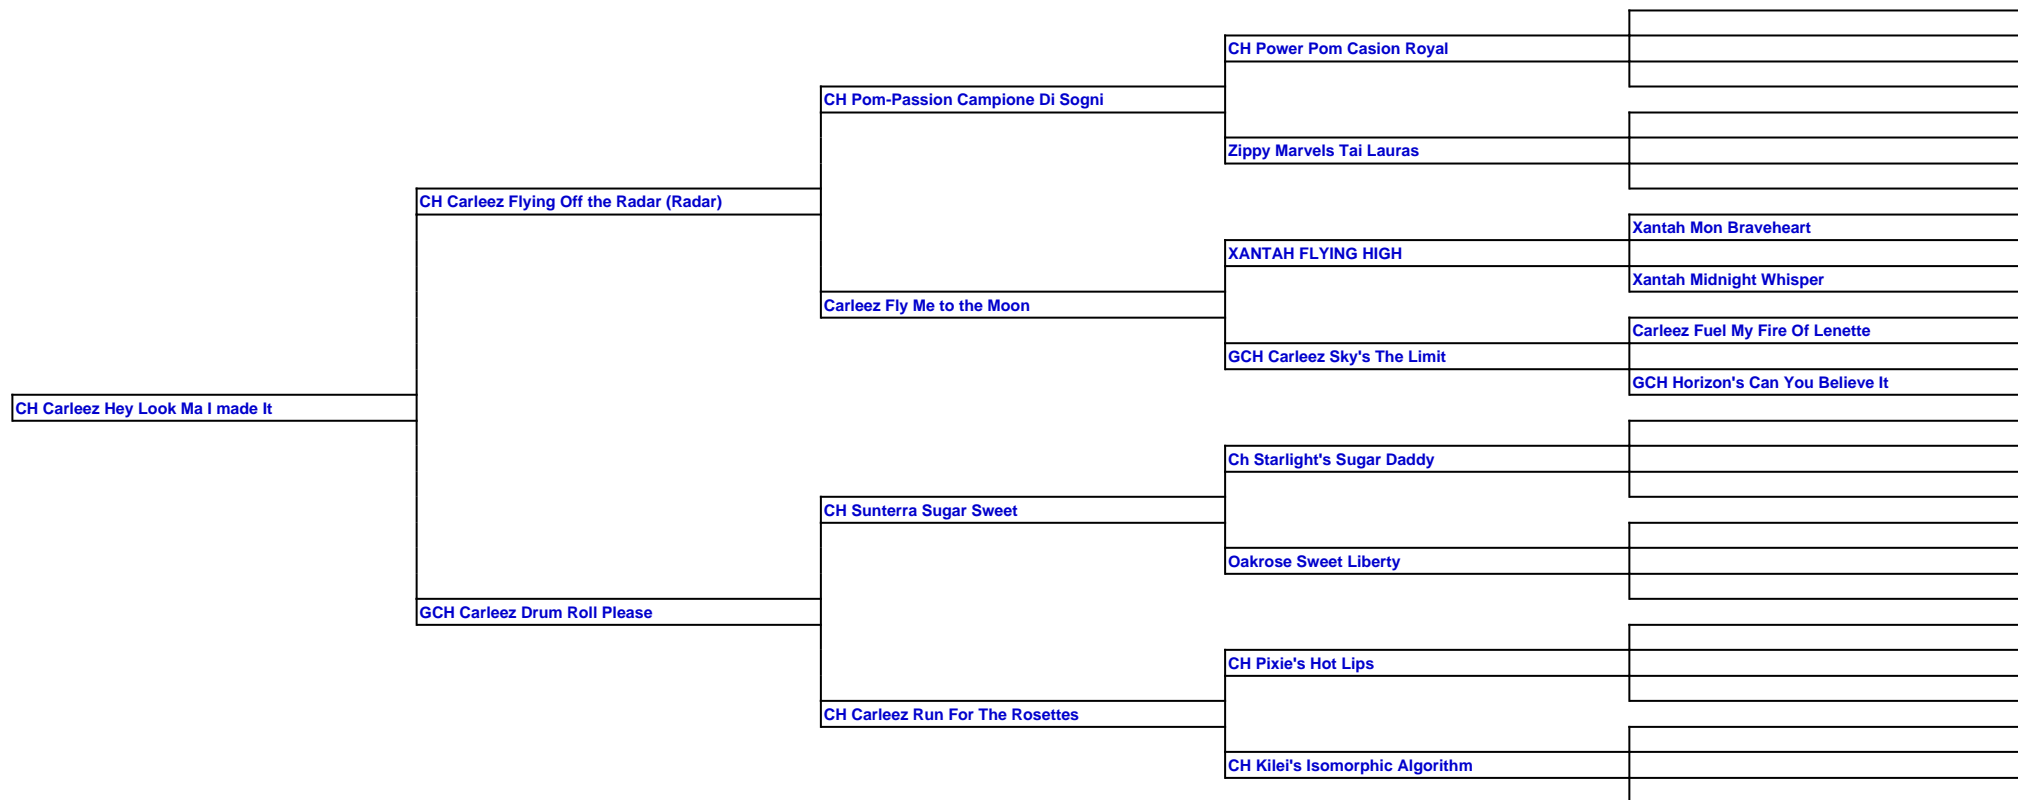 CH Power Pom Casion Royal
CH Pom-Passion Campione Di Sogni
Zippy Marvels Tai Lauras
CH Carleez Flying Off the Radar (Radar)
Xantah Mon Braveheart
XANTAH FLYING HIGH
Xantah Midnight Whisper
Carleez Fly Me to the Moon
Carleez Fuel My Fire Of Lenette
GCH Carleez Sky's The Limit
GCH Horizon's Can You Believe It
CH Carleez Hey Look Ma I made It
Ch Starlight's Sugar Daddy
CH Sunterra Sugar Sweet
Oakrose Sweet Liberty
GCH Carleez Drum Roll Please
CH Pixie's Hot Lips
CH Carleez Run For The Rosettes
CH Kilei's Isomorphic Algorithm